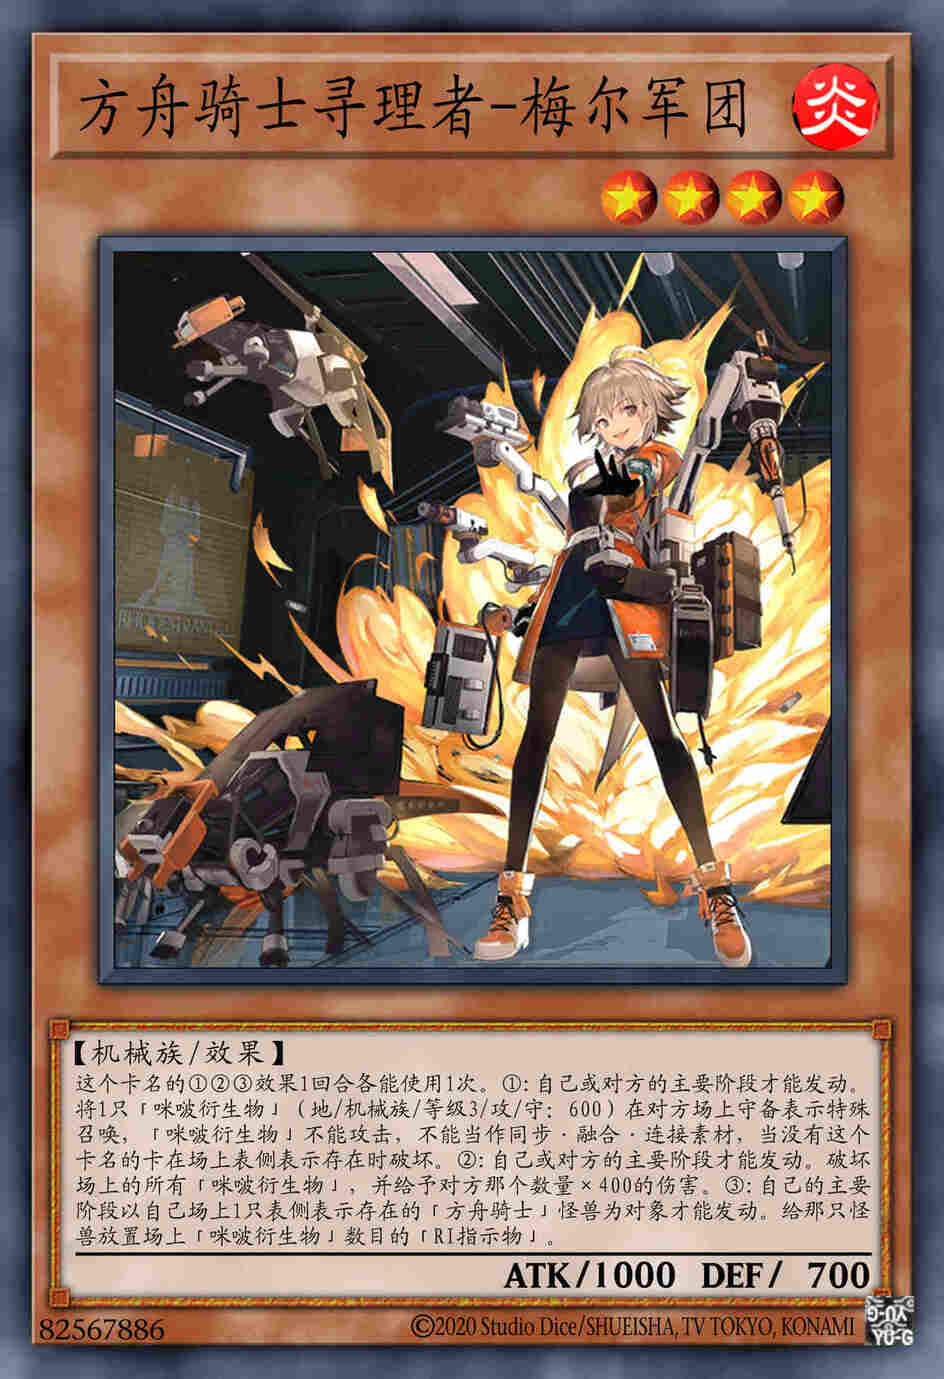 方舟骑士寻理者-梅尔军团
炎
【机械族/效果】
这个卡名的①②③效果1回合各能使用1次。①:自己或对方的主要阶段才能发动。
将1只「咪啵衍生物」（地/机械族/等级3/攻/守：600）在对方场上守备表示特殊
召唤，「咪啵衍生物」不能攻击，不能当作同步·融合·连接素材，当没有这个
卡名的卡在场上表侧表示存在时破坏。②:自己或对方的主要阶段才能发动。破坏
场上的所有「咪啵衍生物」，并给予对方那个数量×400的伤害。③:自己的主要
阶段以自己场上1只表侧表示存在的「方舟骑士」怪兽为对象才能发动。给那只怪
兽放置场上「咪啵衍生物」数目的「RI指示物」。
ATK/1000 DEF/ 700
82567886
©2020 Studio Dice/SHUEISHA, TV TOKYO, KONAMI